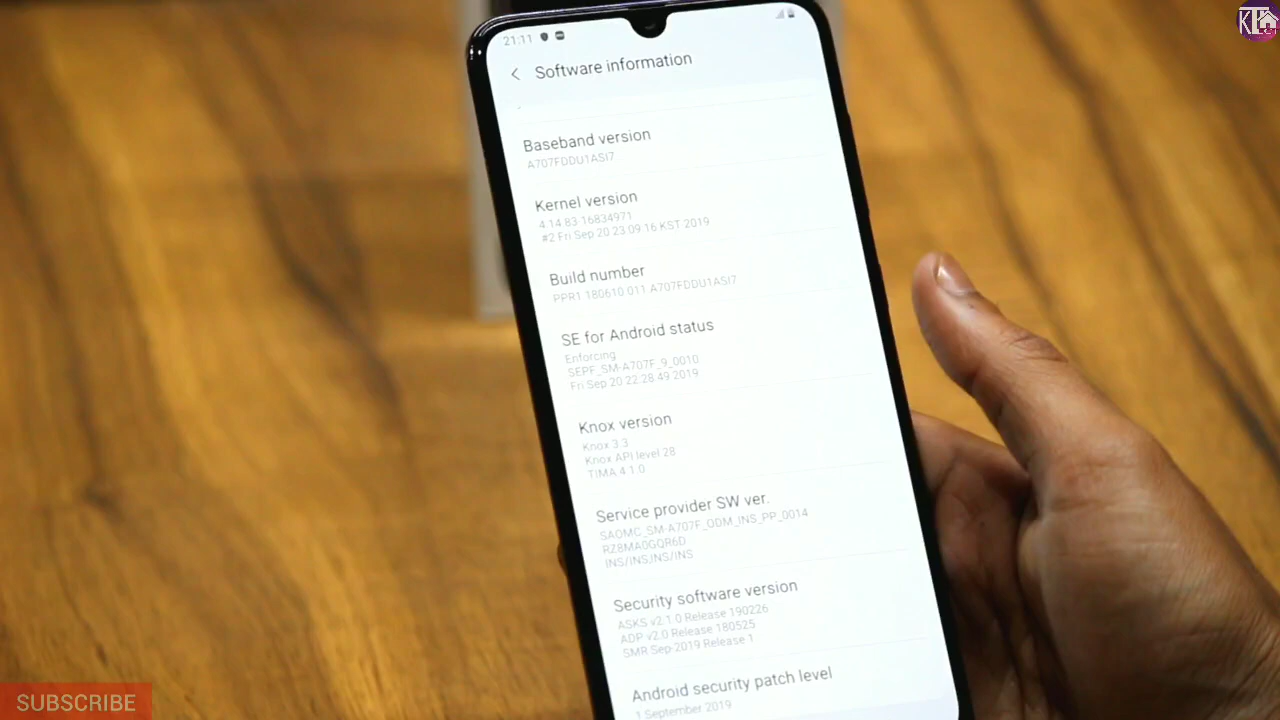 21:11
Software information
Baseband version
A707FDDU1ASI7
Kernel version
4.14.83-16834971
#2 Fri Sep 20 23:09:16 KST 2019
Build number
PPR1.180610.011.A707FDDU1ASI7
SE for Android status
Enforcing
SEPF_SM-A707F_9_0010
Fri Sep 20 22:28:49 2019
Knox version
Knox 3.3
Knox API level 28
TIMA 4.1.0
Service provider SW ver.
SAOMC_SM-A707F_ODM_INS_PP_0014
RZ8MA0GQR6D
INS/INS,INS/INS
Security software version
ASKS v2.1.0 Release 190226
ADP v2.0 Release 180525
SMR Sep-2019 Release 1
Android security patch level
1 September 2019
SUBSCRIBE